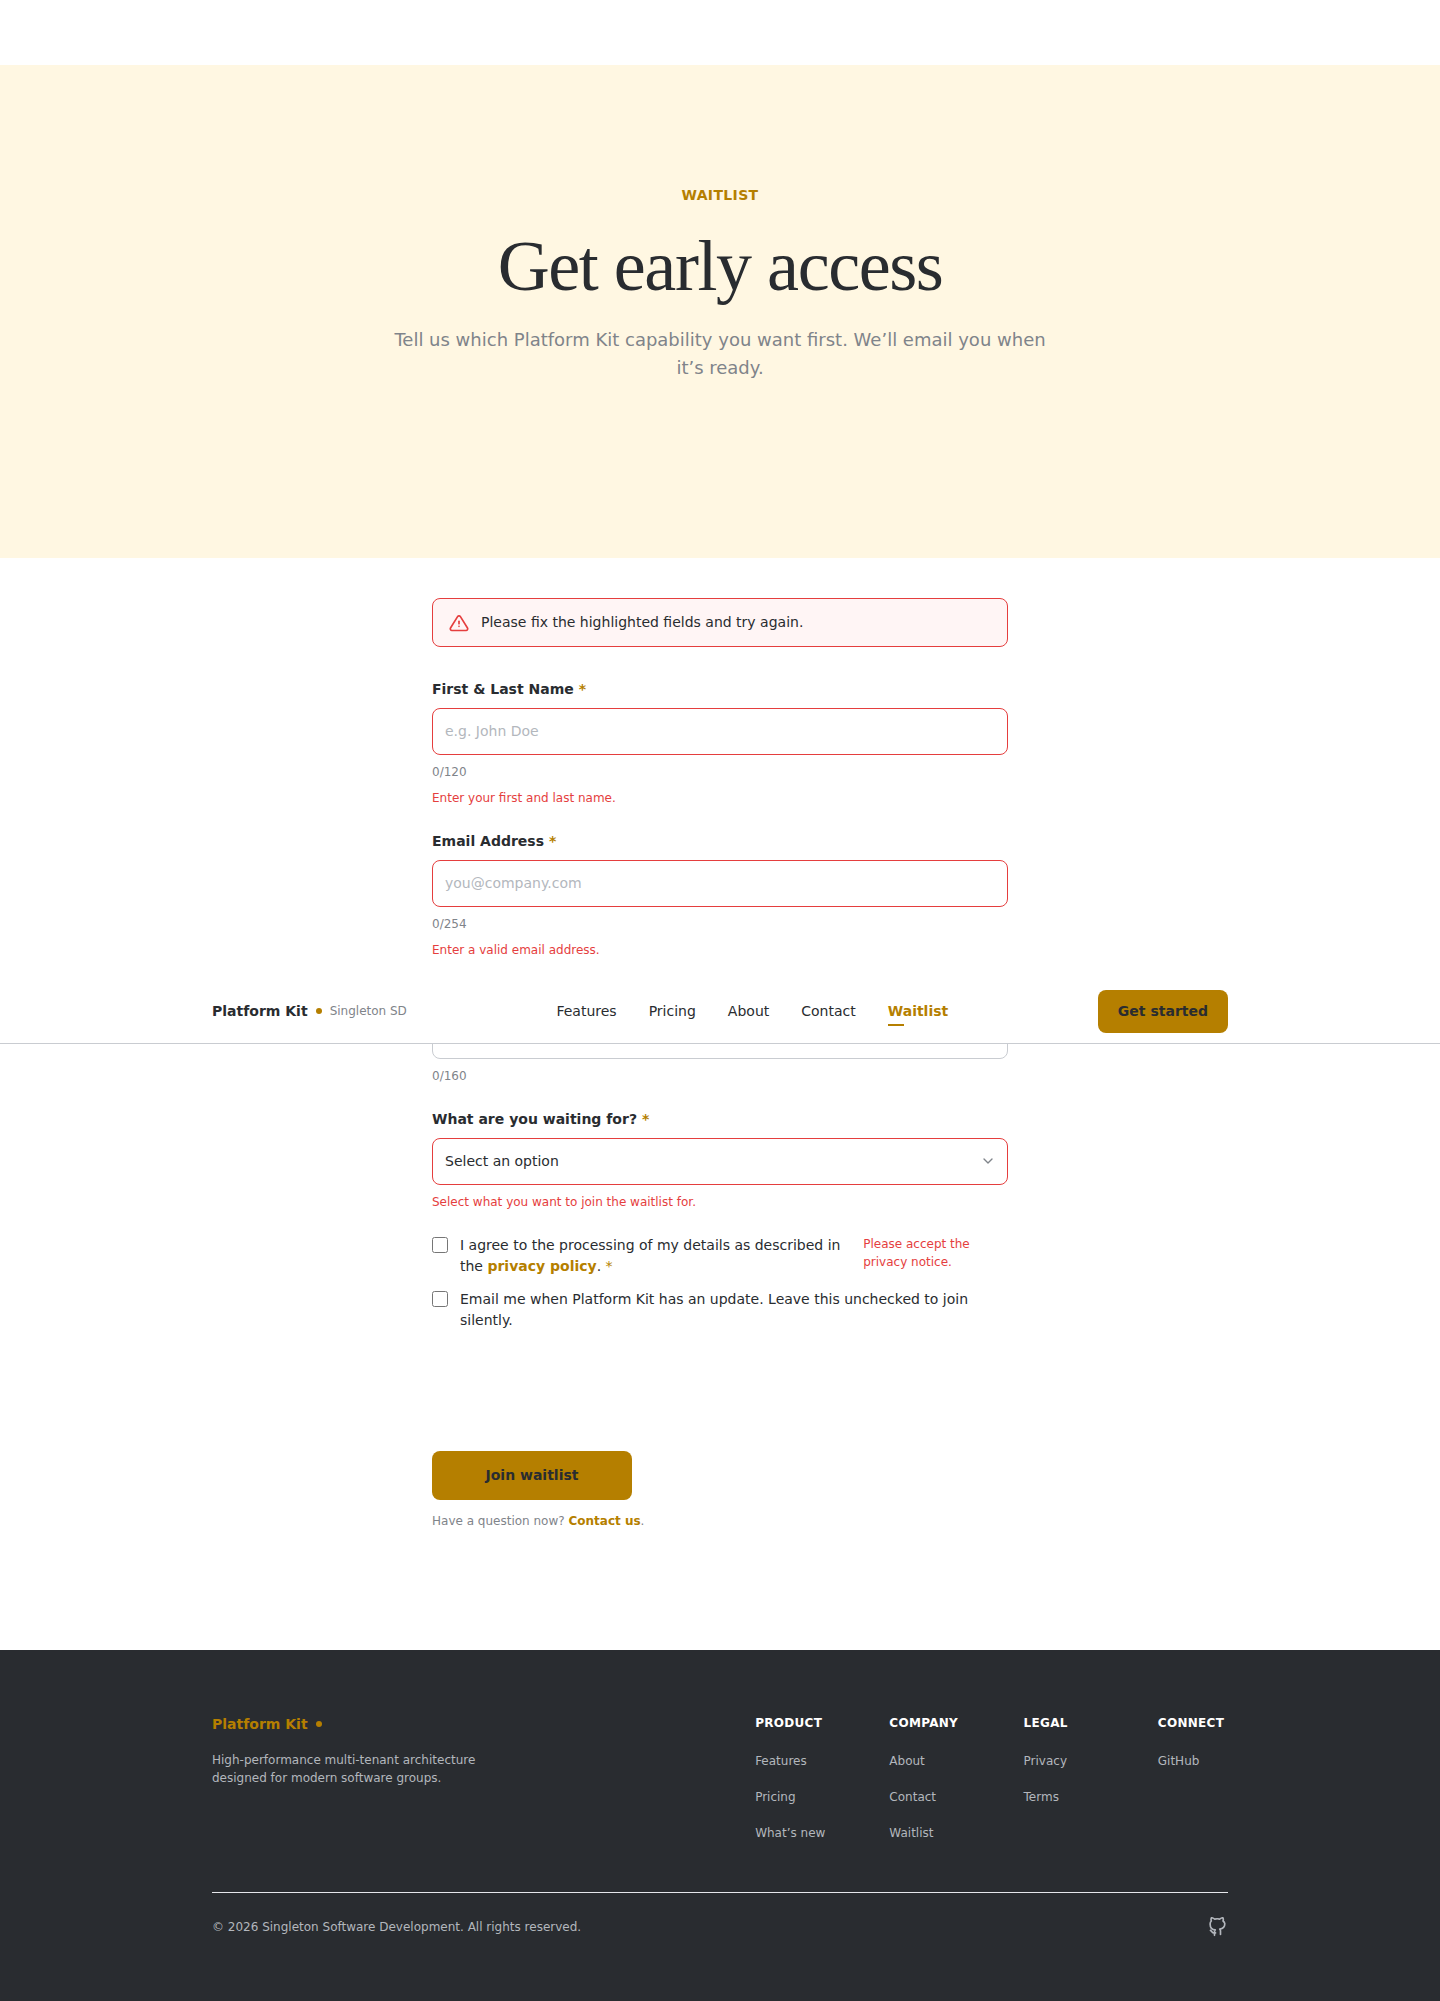 WAITLIST
Get early access
Tell us which Platform Kit capability you want first. We’ll email you when
it’s ready.
Please fix the highlighted fields and try again.
First & Last Name *
e.g. John Doe
0/120
Enter your first and last name.
Email Address *
you@company.com
0/254
Enter a valid email address.
Platform Kit • Singleton SD Features Pricing About Contact Waitlist Get started
0/160
What are you waiting for? *
Select an option
Select what you want to join the waitlist for.
I agree to the processing of my details as described in
the privacy policy. *
Please accept the
privacy notice.
Email me when Platform Kit has an update. Leave this unchecked to join
silently.
Join waitlist
Have a question now? Contact us.
Platform Kit •
High-performance multi-tenant architecture
designed for modern software groups.
PRODUCT
Features
Pricing
What’s new
COMPANY
About
Contact
Waitlist
LEGAL
Privacy
Terms
CONNECT
GitHub
© 2026 Singleton Software Development. All rights reserved.